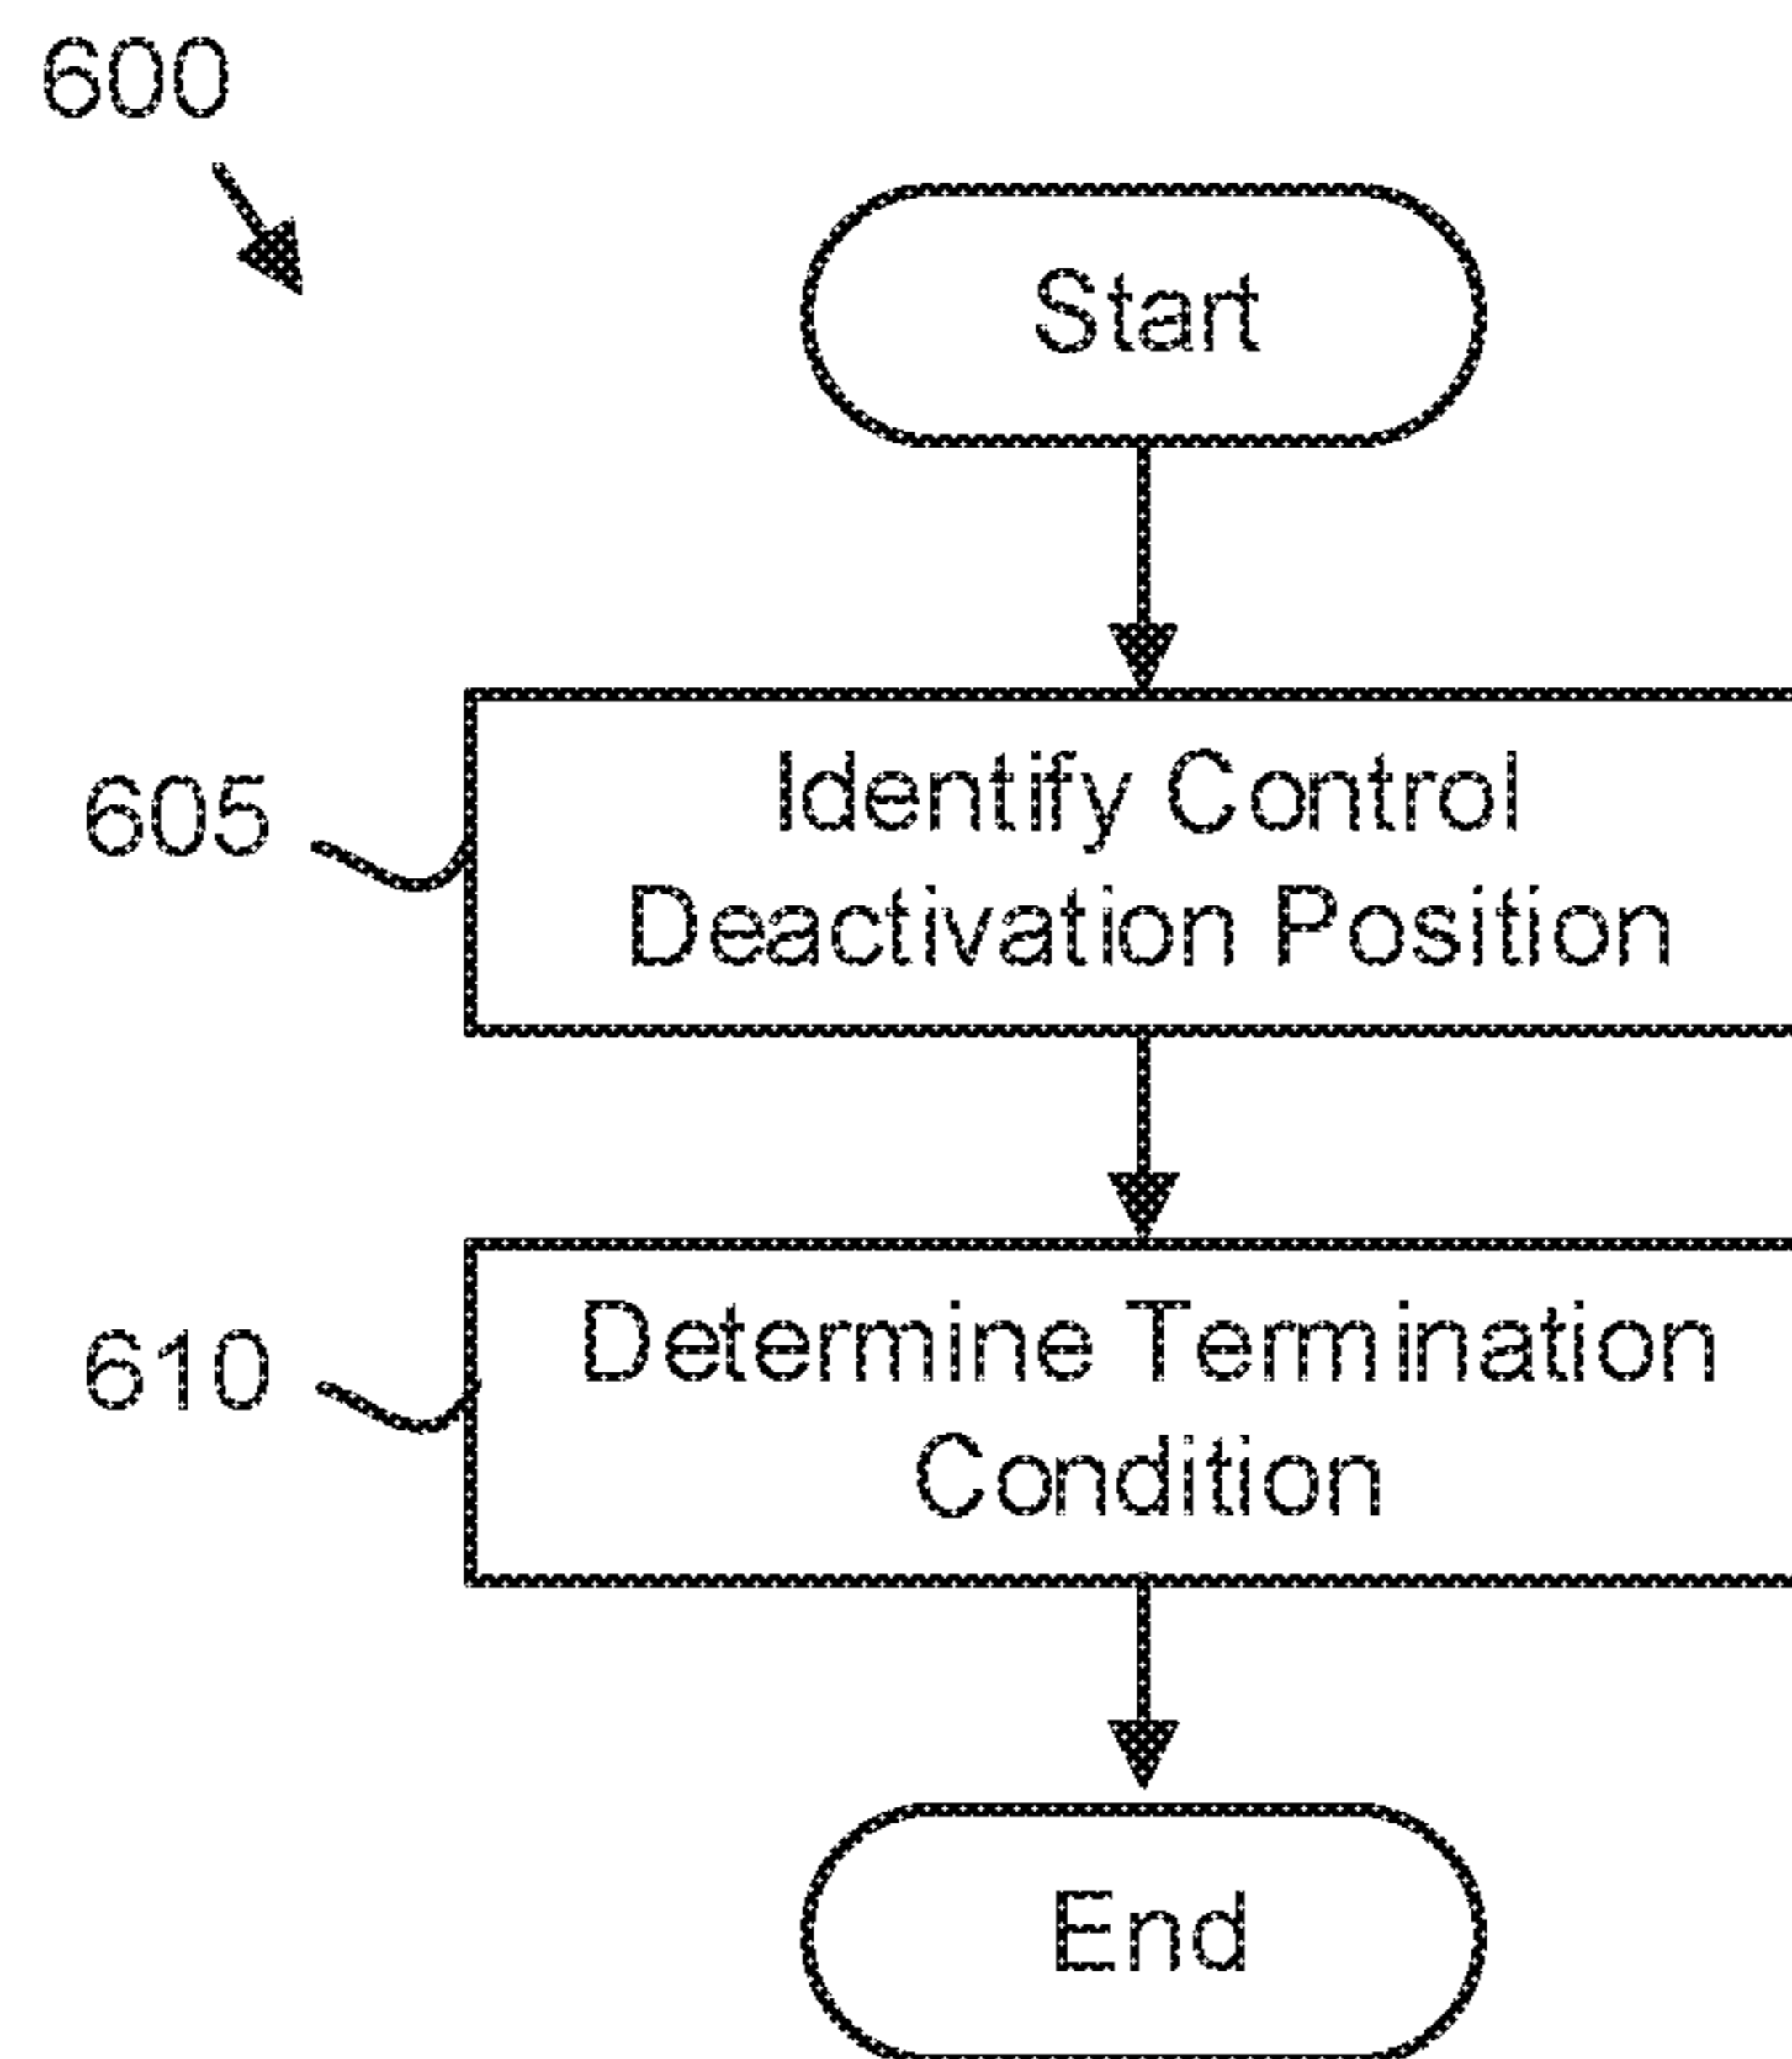 600
Start
605
Identify Control
Deactivation Position
610
Determine Termination
Condition
End